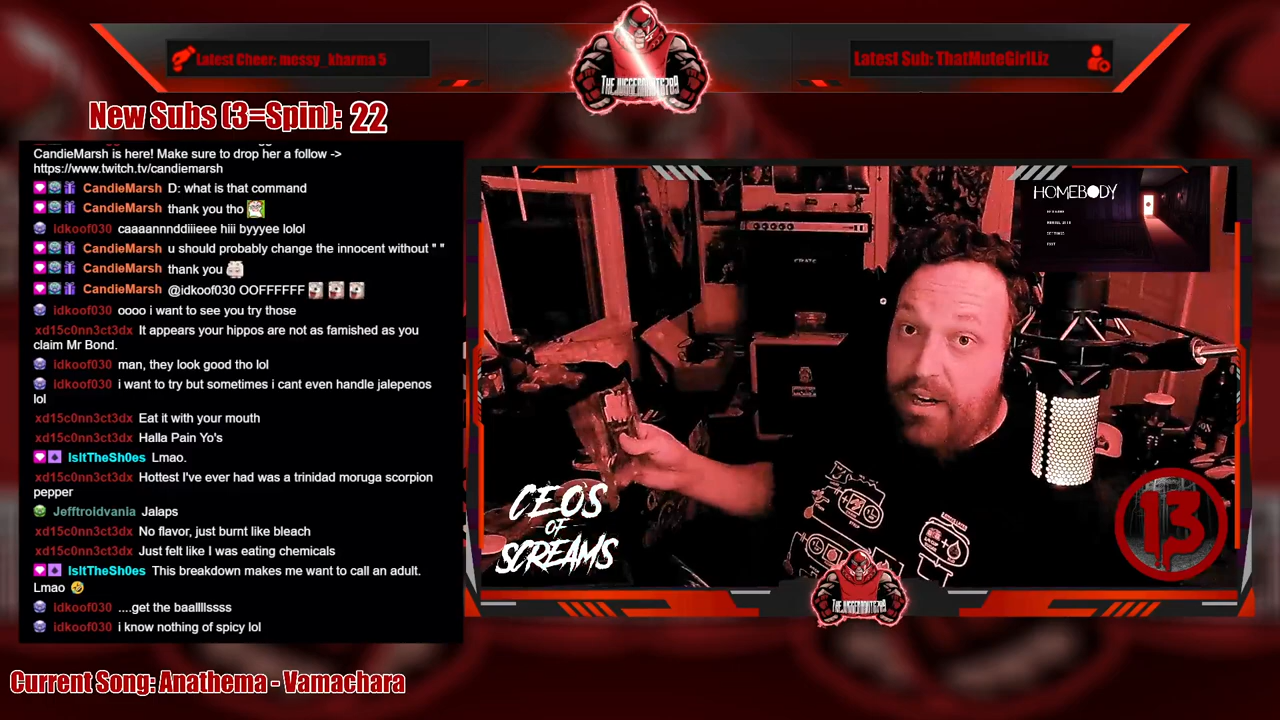 Latest Cheer: messy_kharma 5
Latest Sub: ThatMuteGirlLiz
TheJuggernaut6789
New Subs (3=Spin): 22
CandieMarsh is here! Make sure to drop her a follow ->
https://www.twitch.tv/candiemarsh
CandieMarsh D: what is that command
CandieMarsh thank you tho
idkoof030 caaaannnddiiieeee hiii byyyee lolol
CandieMarsh u should probably change the innocent without " "
CandieMarsh thank you
CandieMarsh @idkoof030 OOFFFFFF
idkoof030 oooo i want to see you try those
xd15c0nn3ct3dx It appears your hippos are not as famished as you
claim Mr Bond.
idkoof030 man, they look good tho lol
idkoof030 i want to try but sometimes i cant even handle jalepenos
lol
xd15c0nn3ct3dx Eat it with your mouth
xd15c0nn3ct3dx Halla Pain Yo's
IsItTheSh0es Lmao.
xd15c0nn3ct3dx Hottest I've ever had was a trinidad moruga scorpion
pepper
Jefftroidvania Jalaps
xd15c0nn3ct3dx No flavor, just burnt like bleach
xd15c0nn3ct3dx Just felt like I was eating chemicals
IsItTheSh0es This breakdown makes me want to call an adult.
Lmao
idkoof030 ....get the baallllssss
idkoof030 i know nothing of spicy lol
HOMEBODY
CRATE
CEOS
OF
SCREAMS
13
TheJuggernaut6789
Current Song: Anathema - Vamachara